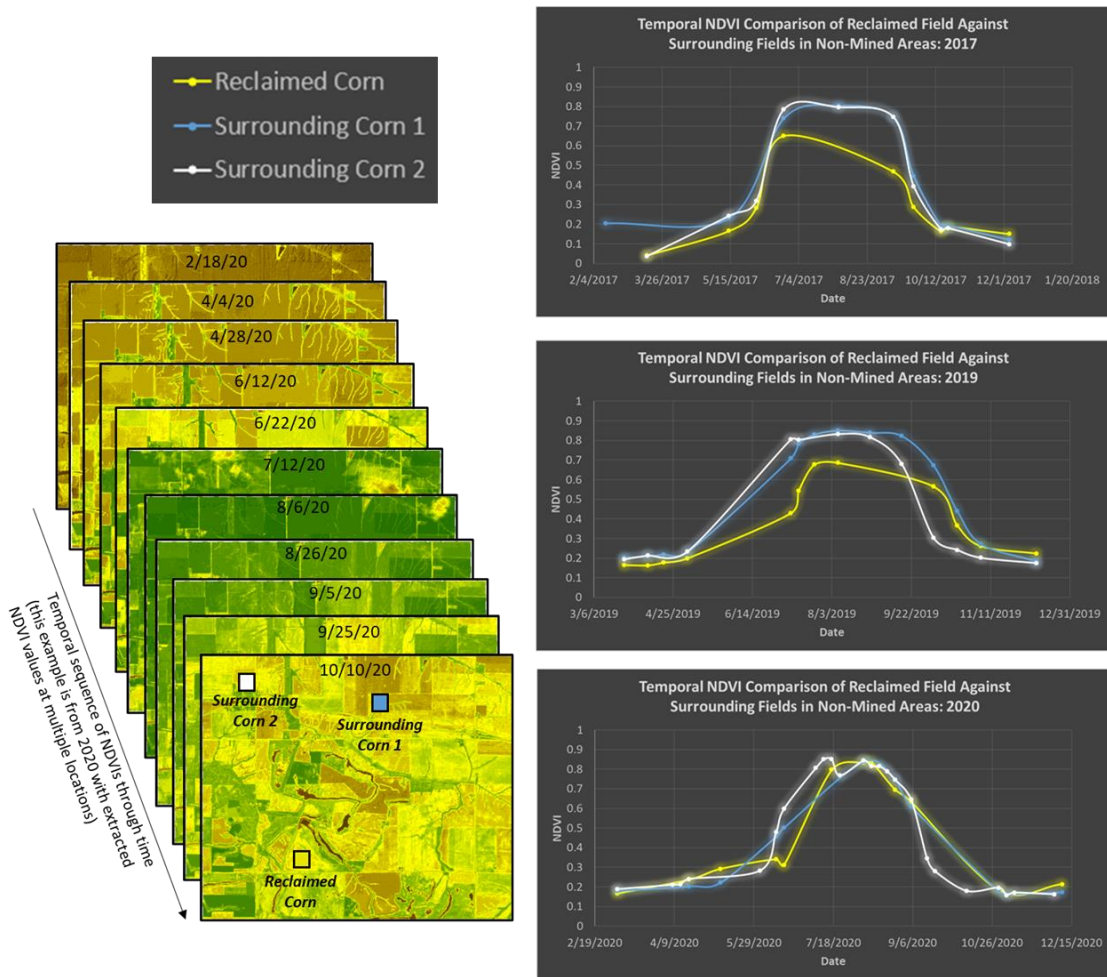 Reclaimed Corn
Surrounding Corn 1
Surrounding Corn 2
2/18/20
4/4/20
4/28/20
6/12/20
6/22/20
7/12/20
8/6/20
8/26/20
9/5/20
9/25/20
10/10/20
Surrounding
Corn 2
Surrounding
Corn 1
Reclaimed
Corn
Temporal sequence of NDVIs through time
(this example is from 2020 with extracted
NDVI values at multiple locations)
Temporal NDVI Comparison of Reclaimed Field Against
Surrounding Fields in Non-Mined Areas: 2017
1
0.9
0.8
0.7
0.6
0.5
0.4
0.3
0.2
0.1
0
NDVI
2/4/2017 3/26/2017 5/15/2017 7/4/2017 8/23/2017 10/12/2017 12/1/2017 1/20/2018
Date
Temporal NDVI Comparison of Reclaimed Field Against
Surrounding Fields in Non-Mined Areas: 2019
1
0.9
0.8
0.7
0.6
0.5
0.4
0.3
0.2
0.1
0
NDVI
3/6/2019 4/25/2019 6/14/2019 8/3/2019 9/22/2019 11/11/2019 12/31/2019
Date
Temporal NDVI Comparison of Reclaimed Field Against
Surrounding Fields in Non-Mined Areas: 2020
1
0.9
0.8
0.7
0.6
0.5
0.4
0.3
0.2
0.1
0
NDVI
2/19/2020 4/9/2020 5/29/2020 7/18/2020 9/6/2020 10/26/2020 12/15/2020
Date